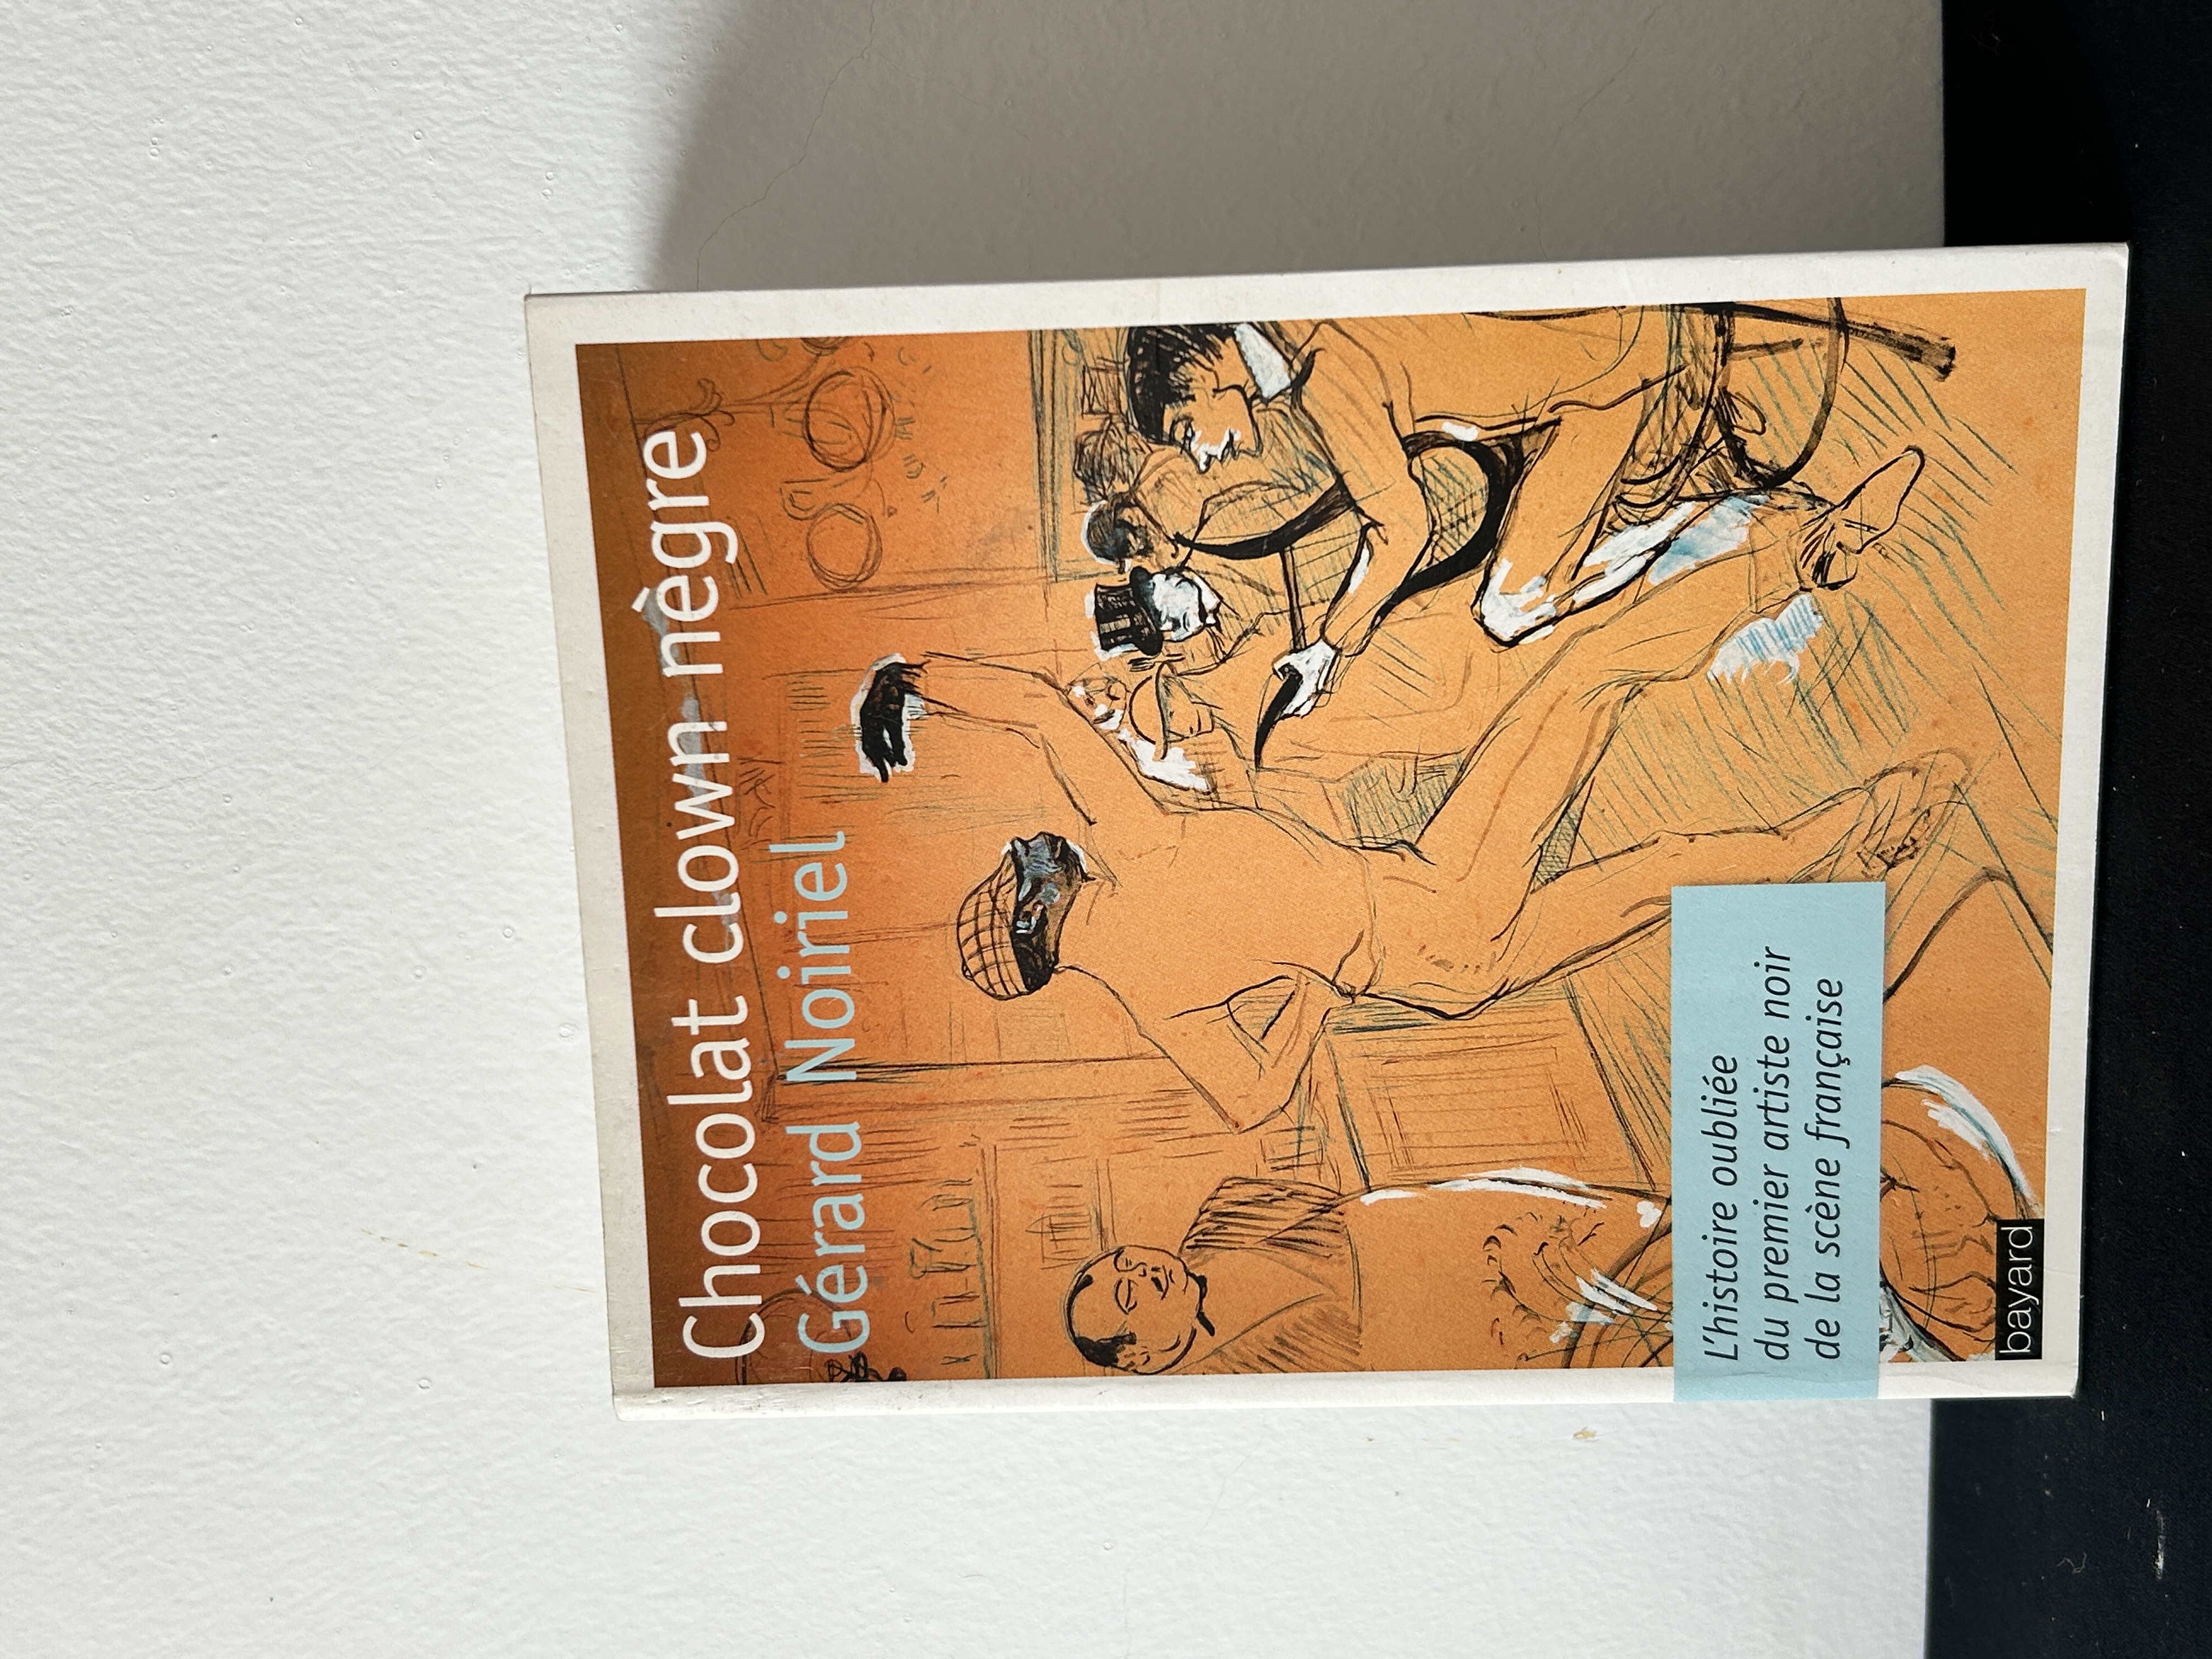 Chocolat clown nègre
Gérard Noiriel
L'histoire oubliée
du premier artiste noir
de la scène française
bayard